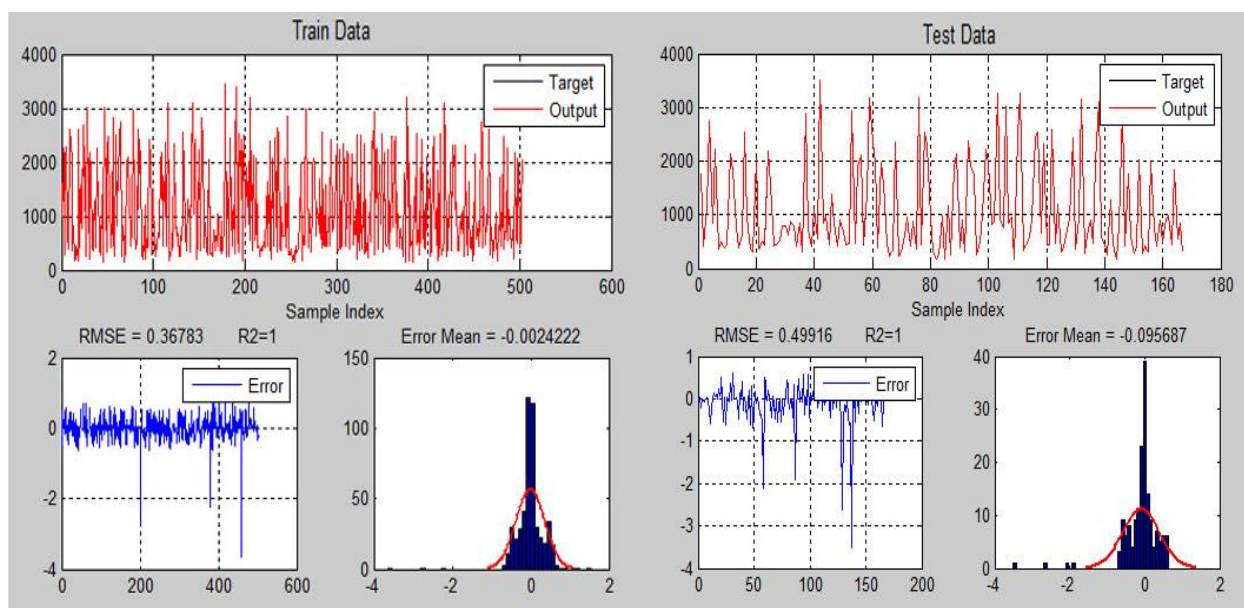 Train Data
4000
3000
2000
1000
0
0 100 200 300 400 500 600
Target
Output
Sample Index
RMSE = 0.36783 R2=1
2
0
-2
-4
0 200 400 600
Error
Error Mean = -0.0024222
150
100
50
0
-4 -2 0 2
Test Data
4000
3000
2000
1000
0
0 20 40 60 80 100 120 140 160 180
Target
Output
Sample Index
RMSE = 0.49916 R2=1
1
0
-1
-2
-3
-4
0 50 100 150 200
Error
Error Mean = -0.095687
40
30
20
10
0
-4 -2 0 2